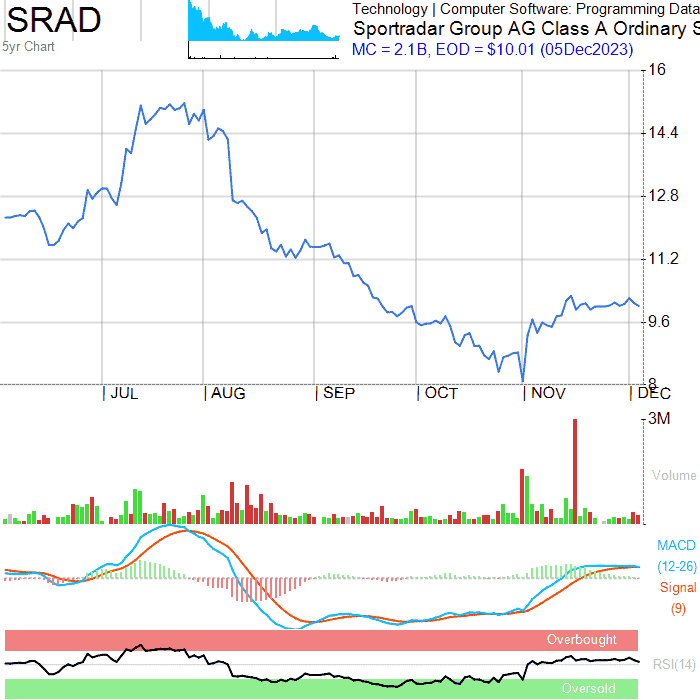 SRAD
5yr Chart
Technology | Computer Software: Programming Data
Sportradar Group AG Class A Ordinary S
MC = 2.1B, EOD = $10.01 (05Dec2023)
16
14.4
12.8
11.2
9.6
8
| JUL | AUG | SEP | OCT | NOV | DEC
3M
Volume
MACD
(12-26)
Signal
(9)
Overbought
RSI(14)
Oversold